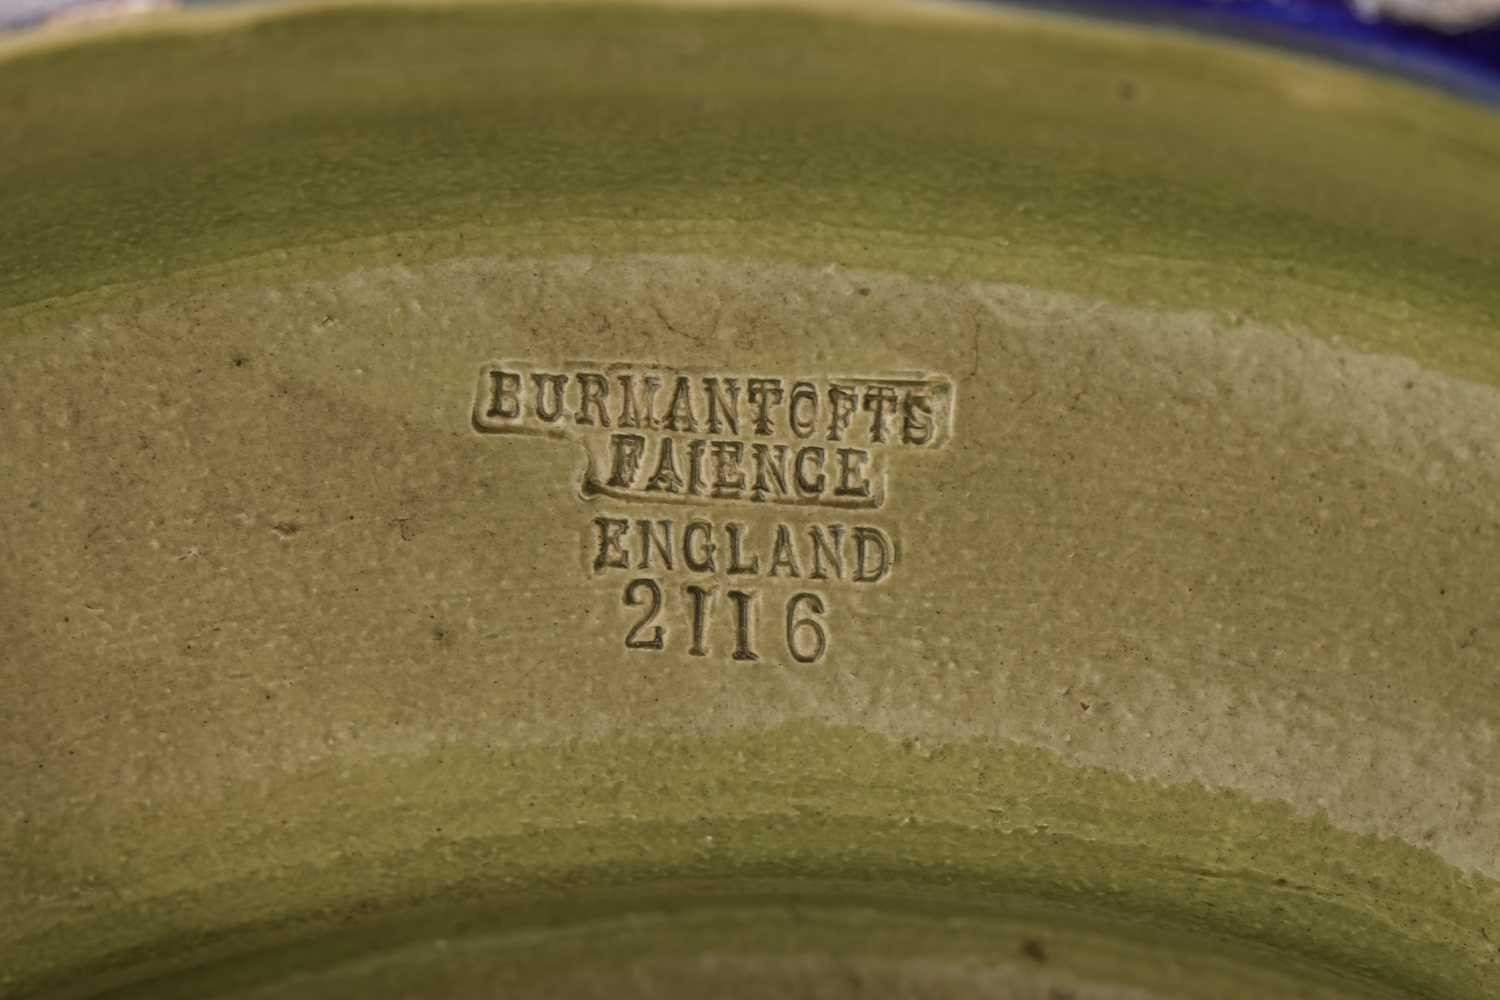 BURMANTOFTS
FAIENCE
ENGLAND
2116